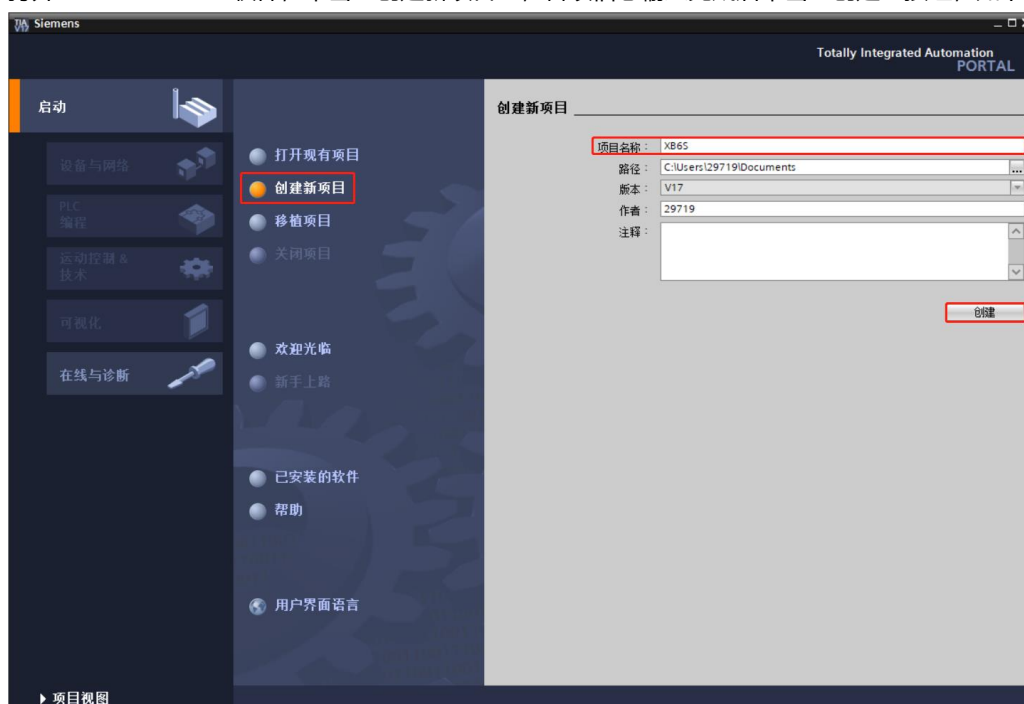 Siemens
Totally Integrated Automation
PORTAL
启动
设备与网络
PLC
编程
运动控制 &
技术
可视化
在线与诊断
打开现有项目
创建新项目
移植项目
关闭项目
欢迎光临
新手上路
已安装的软件
帮助
用户界面语言
创建新项目
项目名称： XB6S
路径： C:\Users\29719\Documents
...
版本： V17
作者： 29719
注释：
创建
项目视图